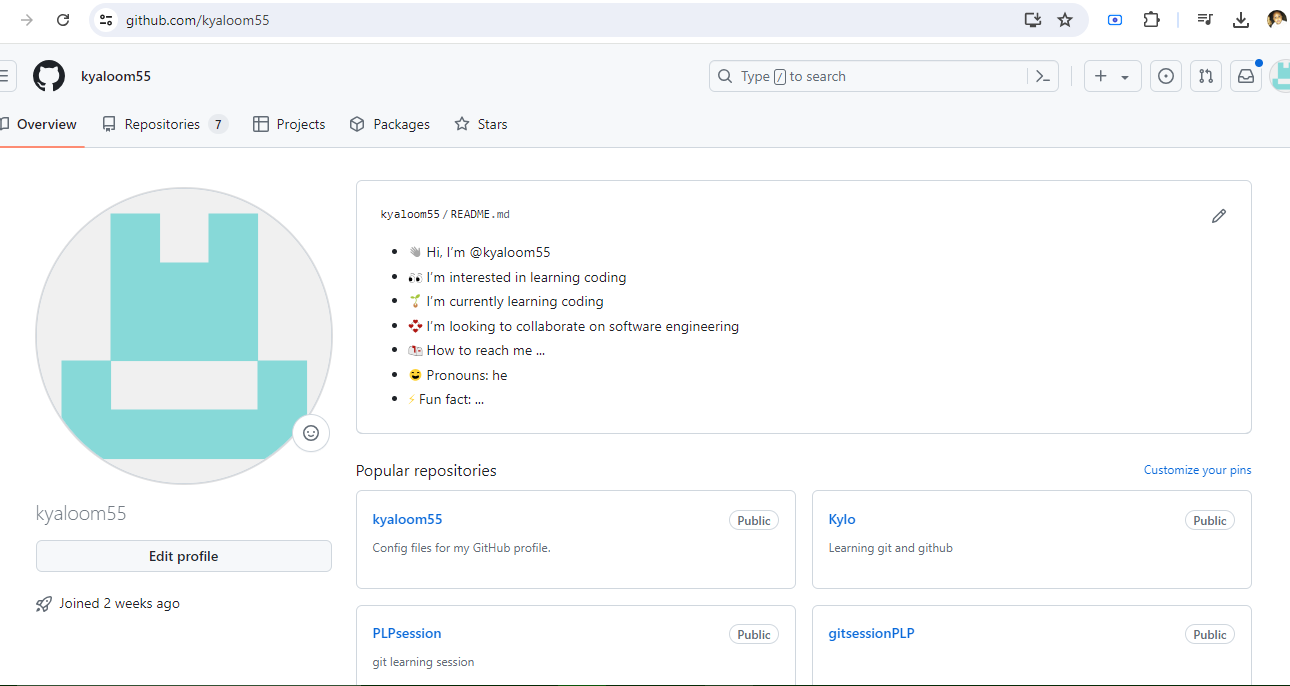 github.com/kyaloom55
kyaloom55
Type / to search
Overview Repositories 7 Projects Packages Stars
kyaloom55/README.md
👋 Hi, I’m @kyaloom55
👀 I’m interested in learning coding
🌱 I’m currently learning coding
💞️ I’m looking to collaborate on software engineering
📫 How to reach me ...
😄 Pronouns: he
⚡ Fun fact: ...
Popular repositories
Customize your pins
kyaloom55 Public
Config files for my GitHub profile.
Kylo Public
Learning git and github
PLPsession Public
git learning session
gitsessionPLP Public
kyaloom55
Edit profile
Joined 2 weeks ago